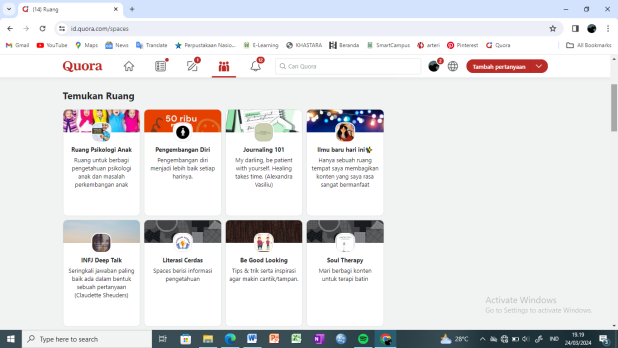 (14) Ruang
id.quora.com/spaces
Gmail
YouTube
Maps
News
Translate
Perpustakaan Nasio...
E-Learning
KHASTARA
Beranda
SmartCampus
arteri
Pinterest
Quora
All Bookmarks
Quora
Cari Quora
Tambah pertanyaan
Temukan Ruang
50 ribu
Ruang Psikologi Anak
Ruang untuk berbagi
pengetahuan psikologi
anak dan masalah
perkembangan anak
Pengembangan Diri
Pengembangan diri
menjadi lebih baik setiap
harinya.
Journaling 101
My darling, be patient
with yourself. Healing
takes time. (Alexandra
Vasiliu)
Ilmu baru hari ini
Hanya sebuah ruang
tempat saya membagikan
konten yang saya rasa
sangat bermanfaat
INFJ Deep Talk
Seringkali jawaban paling
baik ada dalam bentuk
sebuah pertanyaan
(Claudette Sheuders)
Literasi Cerdas
Spaces berisi informasi
pengetahuan
Be Good Looking
Tips & trik serta inspirasi
agar makin cantik/tampan.
Soul Therapy
Mari berbagi konten
untuk terapi batin
Activate Windows
Go to Settings to activate Windows.
Type here to search
28°C
IND
19.19
24/03/2024